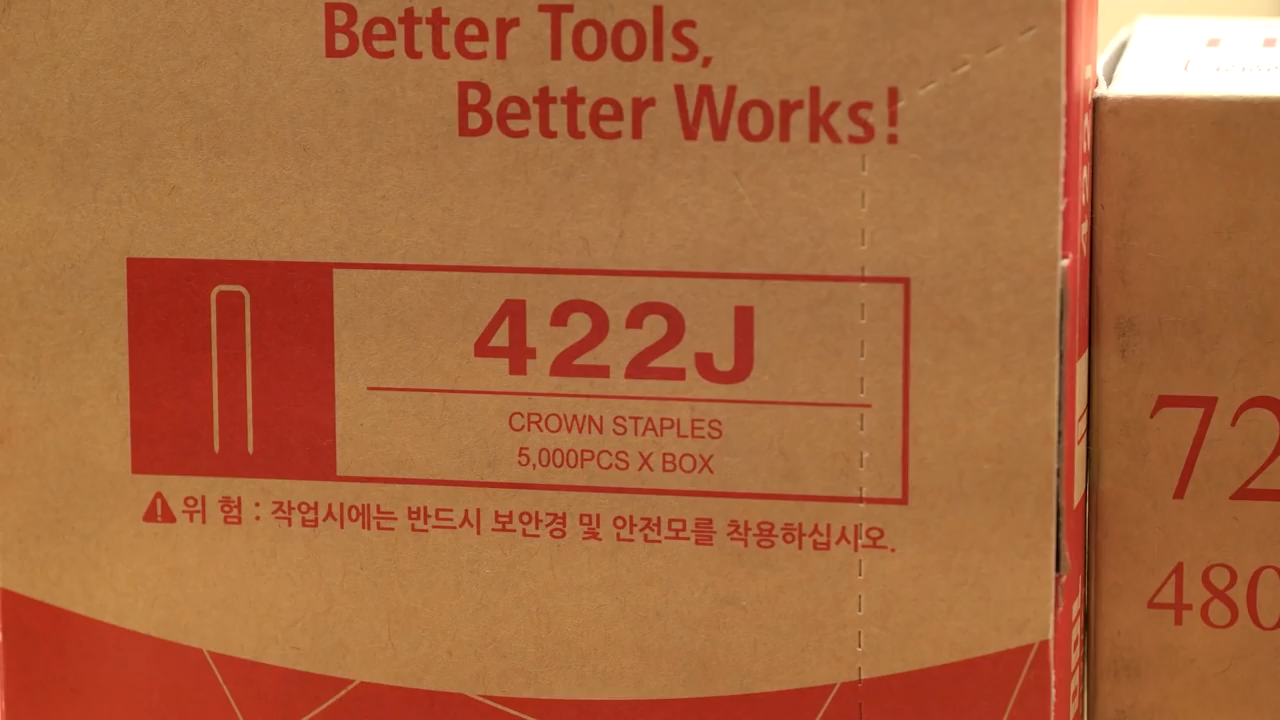 Better Tools,
Better Works!
422J
CROWN STAPLES
5,000PCS X BOX
위 험 : 작업시에는 반드시 보안경 및 안전모를 착용하십시오.
72
480